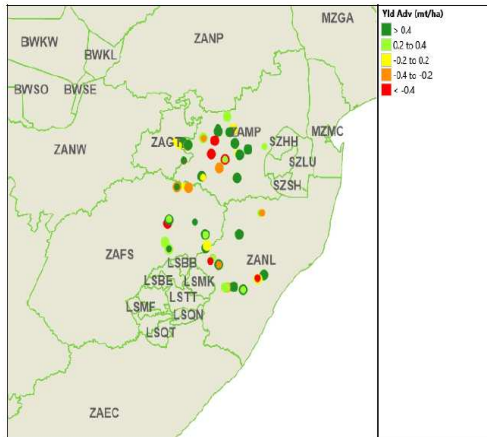 MZGA
Yld Adv (mt/ha)
> 0.4
0.2 to 0.4
-0.2 to 0.2
-0.4 to -0.2
< -0.4
BWKW
ZANP
BWKL
BWSO
BWSE
ZANW
ZAGT
ZAMP
MZMC
SZHH
SZLU
SZSH
ZAFS
ZANL
LSBB
LSBE
LSMK
LSTT
LSMF
LSQN
LSQT
ZAEC